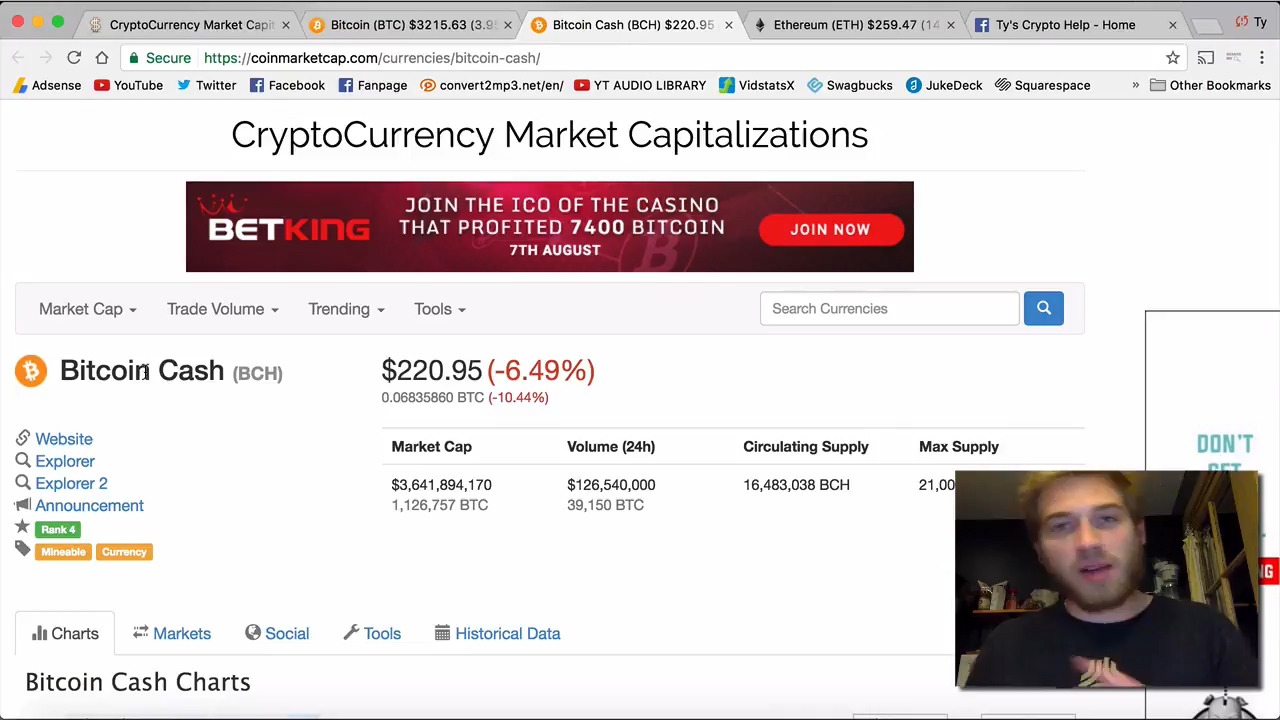 CryptoCurrency Market Capit
Bitcoin (BTC) $3215.63 (3.9
Bitcoin Cash (BCH) $220.95
Ethereum (ETH) $259.47 (14
Ty's Crypto Help - Home
Ty
Secure
https://coinmarketcap.com/currencies/bitcoin-cash/
Adsense
YouTube
Twitter
Facebook
Fanpage
convert2mp3.net/en/
YT AUDIO LIBRARY
VidstatsX
Swagbucks
JukeDeck
Squarespace
»
Other Bookmarks
CryptoCurrency Market Capitalizations
BETKING
JOIN THE ICO OF THE CASINO
THAT PROFITED 7400 BITCOIN
7TH AUGUST
JOIN NOW
Market Cap
Trade Volume
Trending
Tools
Search Currencies
Bitcoin Cash (BCH)
$220.95 (-6.49%)
0.06835860 BTC (-10.44%)
Website
Explorer
Explorer 2
Announcement
Rank 4
Mineable
Currency
Market Cap
Volume (24h)
Circulating Supply
Max Supply
$3,641,894,170
$126,540,000
16,483,038 BCH
21,00
1,126,757 BTC
39,150 BTC
DON'T
NG
Charts
Markets
Social
Tools
Historical Data
Bitcoin Cash Charts